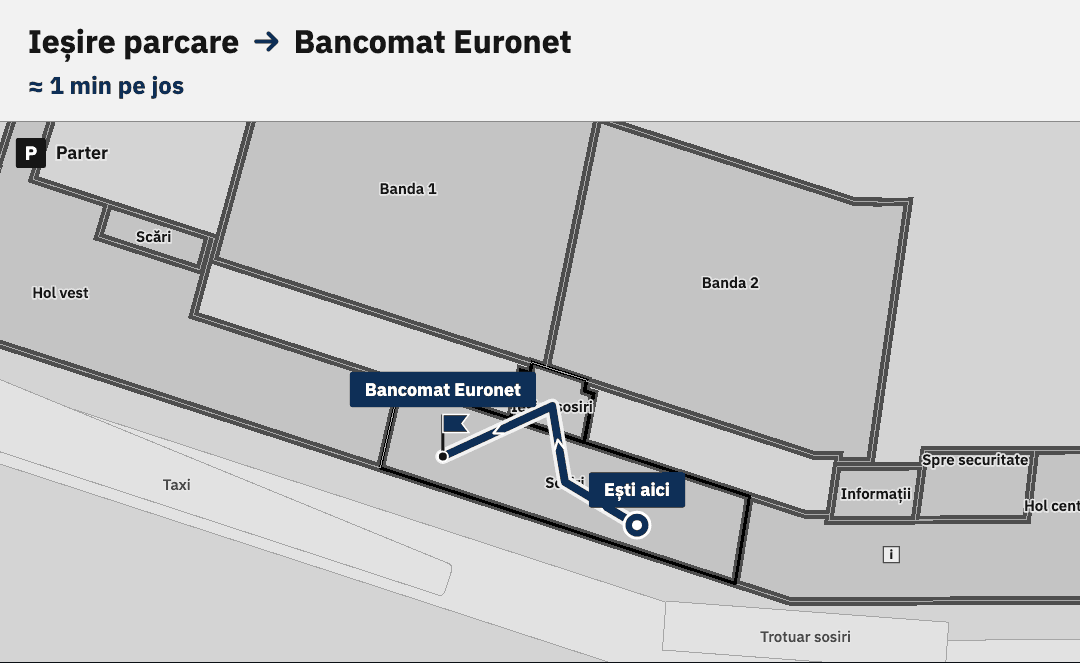 Ieșire parcare → Bancomat Euronet
≈ 1 min pe jos
P Parter
Banda 1
Scări
Banda 2
Hol vest
Bancomat Euronet
sosiri
Spre securitate
Taxi
Ești aici
Informații
Hol cent
i
Trotuar sosiri